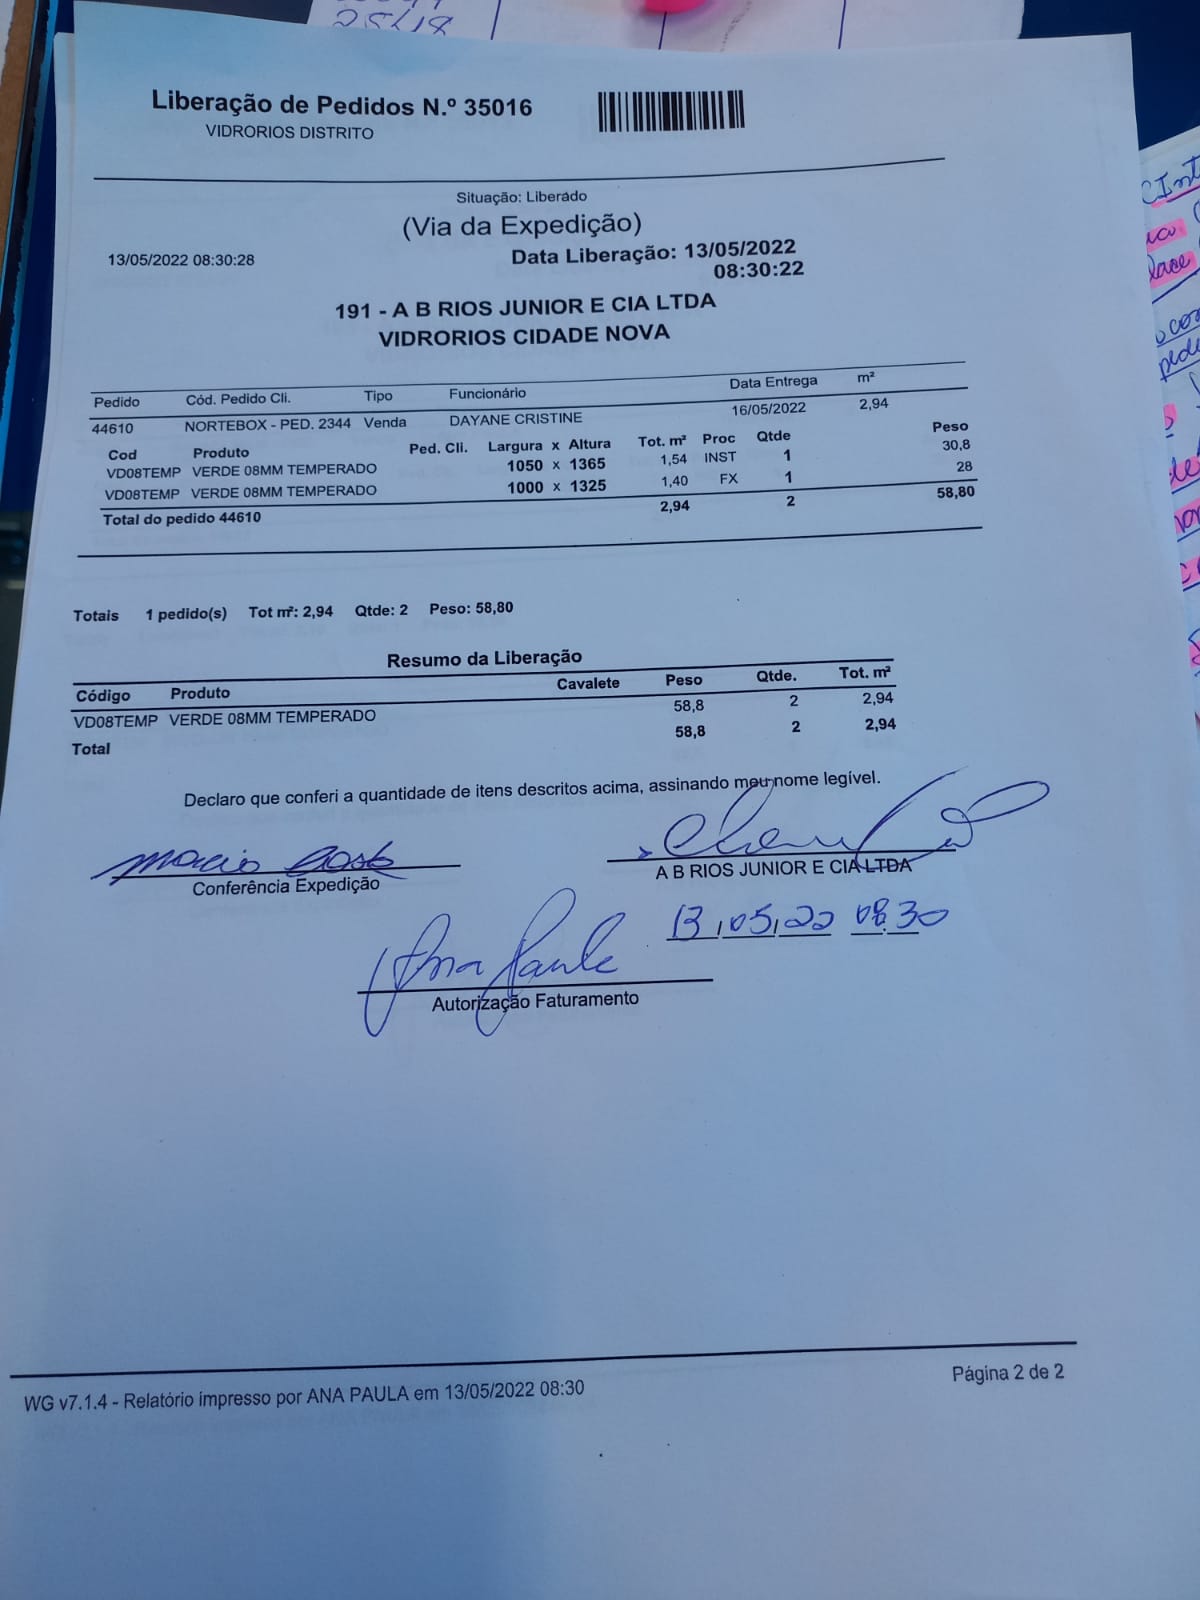 2548
Liberação de Pedidos N.º 35016
VIDRORIOS DISTRITO
Situação: Liberado
(Via da Expedição)
13/05/2022 08:30:28
Data Liberação: 13/05/2022
08:30:22
191 - A B RIOS JUNIOR E CIA LTDA
VIDRORIOS CIDADE NOVA
Pedido Cód. Pedido Cli. Tipo Funcionário Data Entrega m²
44610 NORTEBOX - PED. 2344 Venda DAYANE CRISTINE 16/05/2022 2,94
Cod Produto Ped. Cli. Largura x Altura Tot. m² Proc Qtde Peso
VD08TEMP VERDE 08MM TEMPERADO 1050 x 1365 1,54 INST 1 30,8
VD08TEMP VERDE 08MM TEMPERADO 1000 x 1325 1,40 FX 1 28
Total do pedido 44610 2,94 2 58,80
Totais 1 pedido(s) Tot m²: 2,94 Qtde: 2 Peso: 58,80
Resumo da Liberação
Código Produto Cavalete Peso Qtde. Tot. m²
VD08TEMP VERDE 08MM TEMPERADO 58,8 2 2,94
Total 58,8 2 2,94
Declaro que conferi a quantidade de itens descritos acima, assinando meu nome legível.
Marcio Costa
Conferência Expedição
A B RIOS JUNIOR E CIA LTDA
13/05/22 08:30
Ana Paula
Autorização Faturamento
WG v7.1.4 - Relatório impresso por ANA PAULA em 13/05/2022 08:30
Página 2 de 2